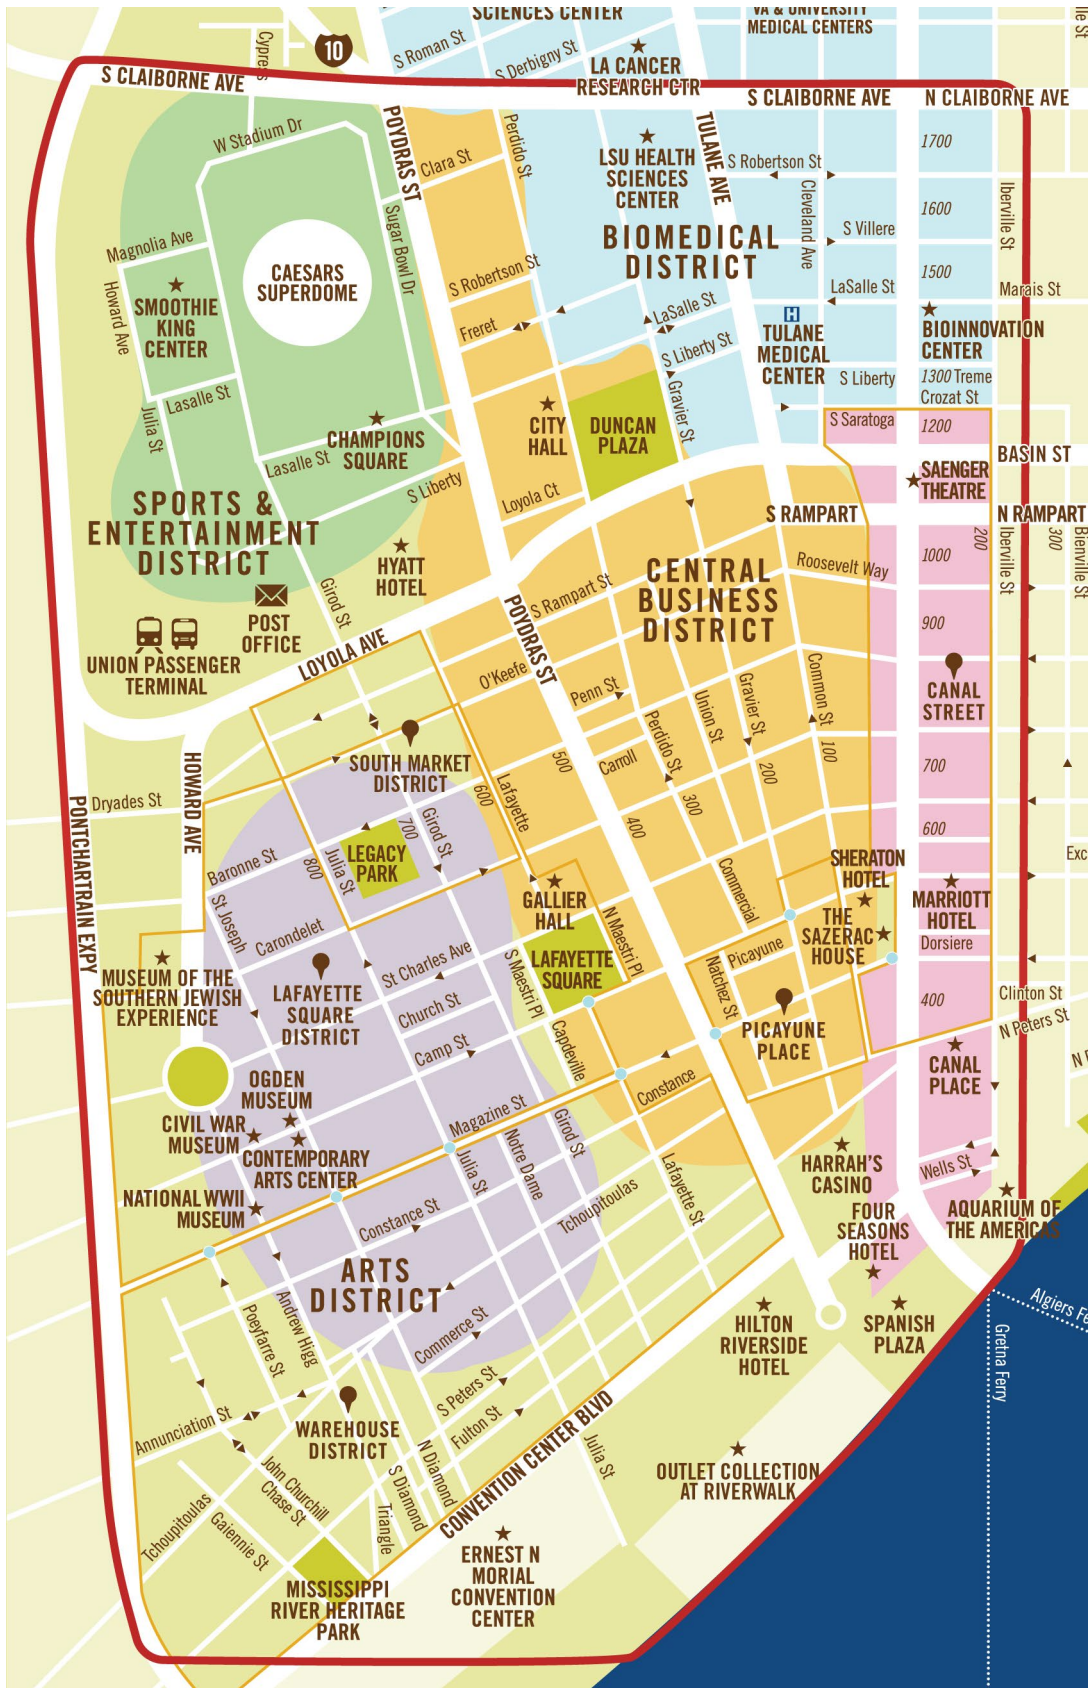 SCIENCES CENTER
VA & UNIVERSITY
MEDICAL CENTERS
Cypres
10
S Roman St
S Derbigny St
LA CANCER
RESEARCH CTR
S CLAIBORNE AVE
S CLAIBORNE AVE
N CLAIBORNE AVE
W Stadium Dr
POYDRAS ST
Clara St
Perdido St
TULANE AVE
LSU HEALTH
SCIENCES
CENTER
S Robertson St
1700
Cleveland Ave
Iberville St
1600
S Villere
BIOMEDICAL
DISTRICT
Magnolia Ave
Howard Ave
CAESARS
SUPERDOME
Sugar Bowl Dr
S Robertson St
1500
LaSalle St
Marais St
SMOOTHIE
KING
CENTER
Freret
LaSalle St
H
TULANE
MEDICAL
CENTER
BIOINNOVATION
CENTER
S Liberty St
S Liberty
1300 Treme
Crozat St
Lasalle St
Julia St
CHAMPIONS
SQUARE
CITY
HALL
DUNCAN
PLAZA
Gravier St
S Saratoga
1200
Lasalle St
S Liberty
Loyola Ct
BASIN ST
SAENGER
THEATRE
SPORTS &
ENTERTAINMENT
DISTRICT
S RAMPART
N RAMPART
200
Iberville St
300
Bienville St
HYATT
HOTEL
Girod St
CENTRAL
BUSINESS
DISTRICT
Roosevelt Way
1000
POST
OFFICE
S Rampart St
POYDRAS ST
900
UNION PASSENGER
TERMINAL
LOYOLA AVE
O'Keefe
Penn St
Union St
Gravier St
Common St
CANAL
STREET
Perdido St
SOUTH MARKET
DISTRICT
500
Carroll
100
200
700
HOWARD AVE
Dryades St
PONTCHARTRAIN EXPY
600
Lafayette
300
400
600
Baronne St
800
Julia St
LEGACY
PARK
700
Girod St
SHERATON
HOTEL
Exc
St Joseph
Carondelet
GALLIER
HALL
N Maestri Pl
Commercial
THE
SAZERAC
HOUSE
MARRIOTT
HOTEL
Dorsiere
MUSEUM OF THE
SOUTHERN JEWISH
EXPERIENCE
LAFAYETTE
SQUARE
DISTRICT
St Charles Ave
S Maestri Pl
LAFAYETTE
SQUARE
Picayune
Natchez St
Church St
400
Clinton St
N Peters St
PICAYUNE
PLACE
Camp St
Capdeville
CANAL
PLACE
OGDEN
MUSEUM
Constance
CIVIL WAR
MUSEUM
CONTEMPORARY
ARTS CENTER
Magazine St
Girod St
Notre Dame
Julia St
Lafayette St
HARRAH'S
CASINO
Wells St
NATIONAL WWII
MUSEUM
Constance St
Tchoupitoulas
FOUR
SEASONS
HOTEL
AQUARIUM OF
THE AMERICAS
ARTS
DISTRICT
Andrew Higg
Poeyfarre St
Commerce St
HILTON
RIVERSIDE
HOTEL
SPANISH
PLAZA
Gretna Ferry
Algiers Fe
S Peters St
Fulton St
WAREHOUSE
DISTRICT
Annunciation St
N Diamond
S Diamond
Triangle
CONVENTION CENTER BLVD
Julia St
OUTLET COLLECTION
AT RIVERWALK
John Churchill
Chase St
Tchoupitoulas
Gaiennie St
ERNEST N
MORIAL
CONVENTION
CENTER
MISSISSIPPI
RIVER HERITAGE
PARK